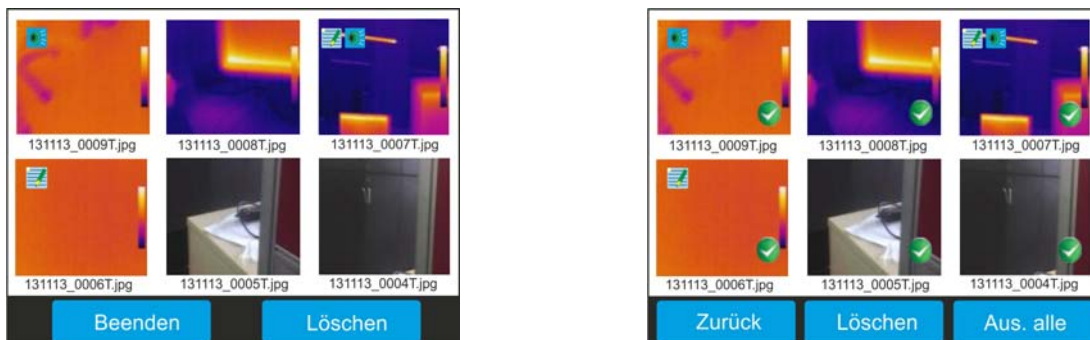 131113_0009T.jpg 131113_0008T.jpg 131113_0007T.jpg
131113_0006T.jpg 131113_0005T.jpg 131113_0004T.jpg
Beenden Löschen
131113_0009T.jpg 131113_0008T.jpg 131113_0007T.jpg
131113_0006T.jpg 131113_0005T.jpg 131113_0004T.jpg
Zurück Löschen Aus. alle